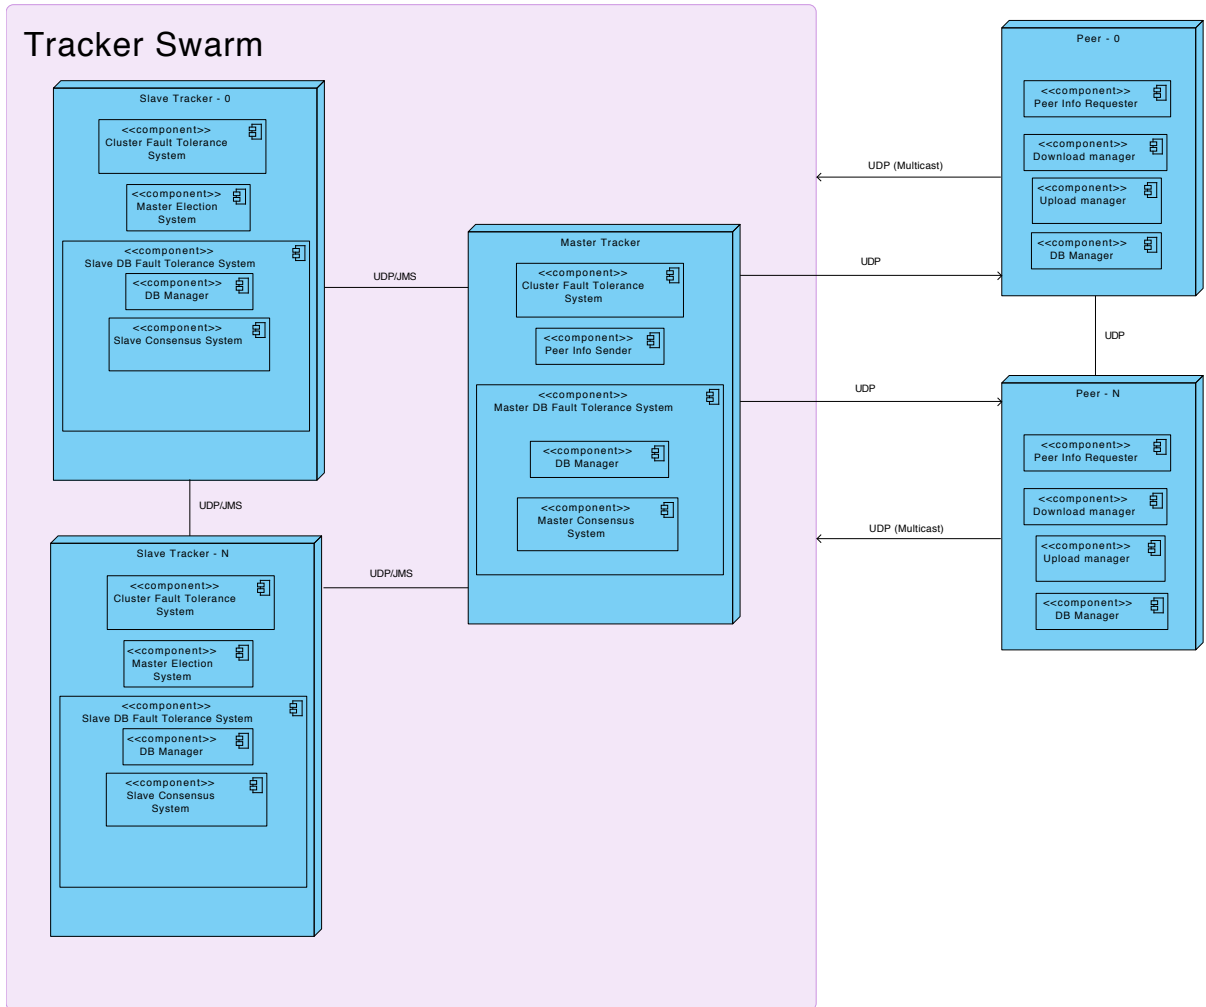 Tracker Swarm
Slave Tracker - 0
<<component>>
Cluster Fault Tolerance
System
<<component>>
Master Election
System
<<component>>
Slave DB Fault Tolerance System
<<component>>
DB Manager
<<component>>
Slave Consensus System
UDP/JMS
UDP/JMS
Slave Tracker - N
<<component>>
Cluster Fault Tolerance
System
<<component>>
Master Election
System
<<component>>
Slave DB Fault Tolerance System
<<component>>
DB Manager
<<component>>
Slave Consensus
System
UDP/JMS
Master Tracker
<<component>>
Cluster Fault Tolerance
System
<<component>>
Peer Info Sender
<<component>>
Master DB Fault Tolerance System
<<component>>
DB Manager
<<component>>
Master Consensus
System
UDP (Multicast)
UDP
UDP
UDP (Multicast)
Peer - 0
<<component>>
Peer Info Requester
<<component>>
Download manager
<<component>>
Upload manager
<<component>>
DB Manager
UDP
Peer - N
<<component>>
Peer Info Requester
<<component>>
Download manager
<<component>>
Upload manager
<<component>>
DB Manager